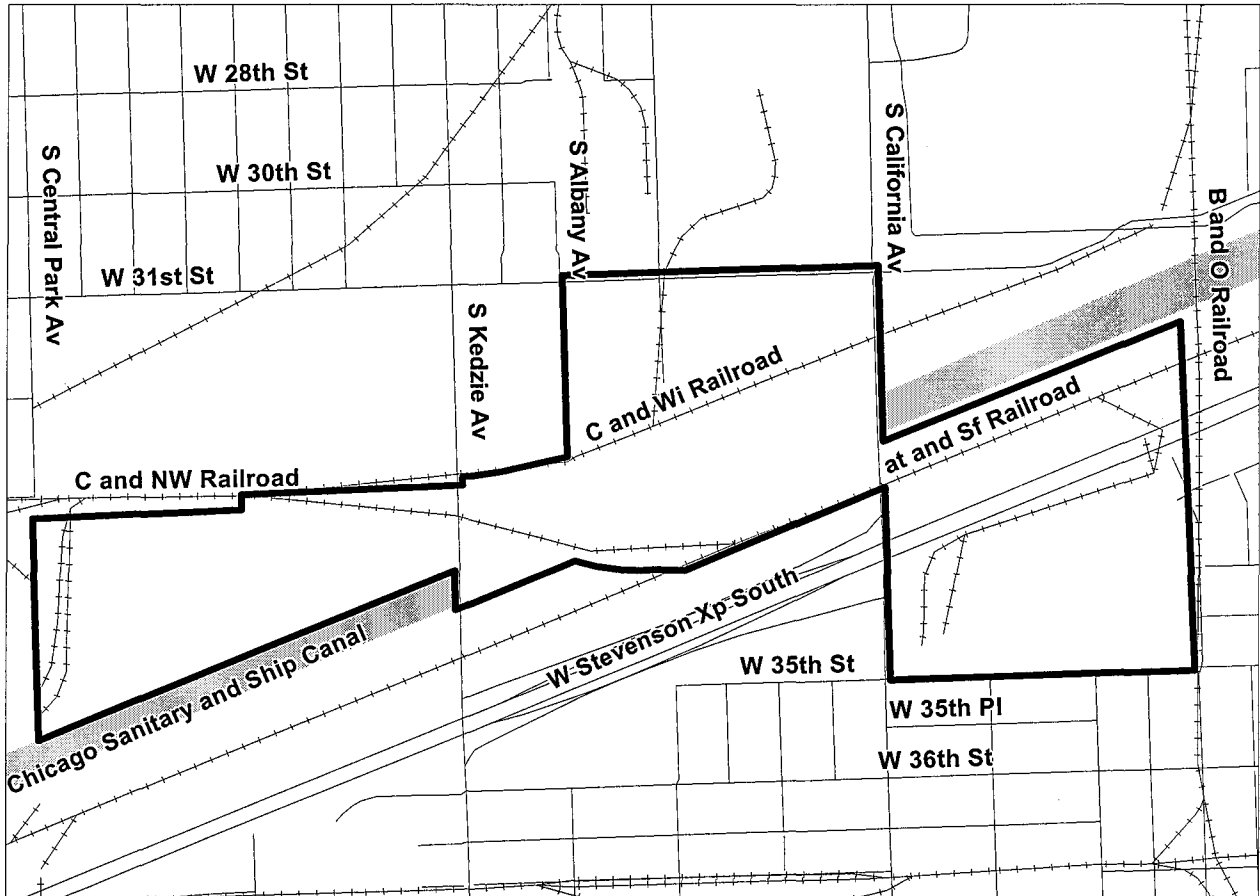 W 28th St
W 30th St
S Central Park Av
S Albany Av
S California Av
B and O Railroad
W 31st St
S Kedzie Av
C and Wi Railroad
at and Sf Railroad
C and NW Railroad
W Stevenson Xp South
Chicago Sanitary and Ship Canal
W 35th St
W 35th Pl
W 36th St